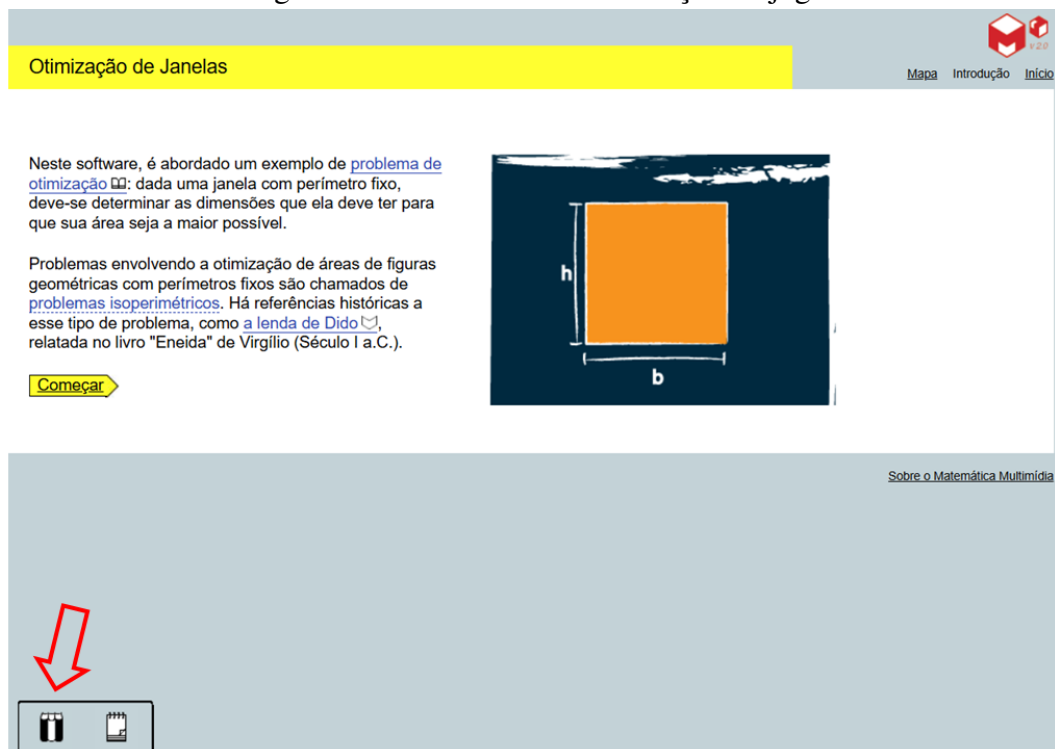 v 2.0
Otimização de Janelas
Mapa Introdução Início
Neste software, é abordado um exemplo de problema de
otimização: dada uma janela com perímetro fixo,
deve-se determinar as dimensões que ela deve ter para
que sua área seja a maior possível.
Problemas envolvendo a otimização de áreas de figuras
geométricas com perímetros fixos são chamados de
problemas isoperimétricos. Há referências históricas a
esse tipo de problema, como a lenda de Dido,
relatada no livro "Eneida" de Virgílio (Século I a.C.).
Começar
h
b
Sobre o Matemática Multimídia